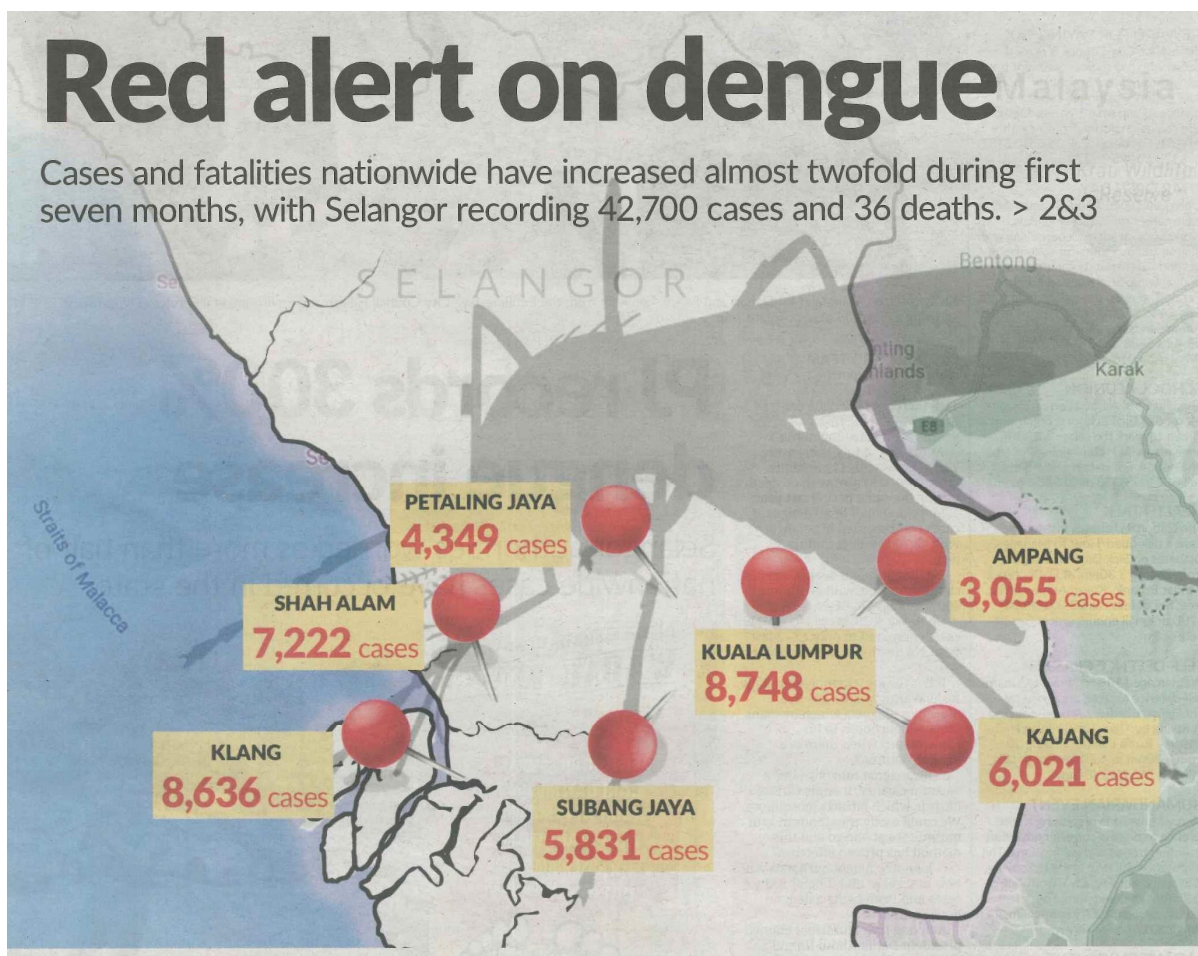 Red alert on dengue
Malaysia
Cases and fatalities nationwide have increased almost twofold during first
seven months, with Selangor recording 42,700 cases and 36 deaths. > 2&3
SELANGOR
Bentong
Karak
E8
Straits of Malacca
PETALING JAYA
4,349 cases
AMPANG
3,055 cases
SHAH ALAM
7,222 cases
KUALA LUMPUR
8,748 cases
KLANG
8,636 cases
KAJANG
6,021 cases
SUBANG JAYA
5,831 cases